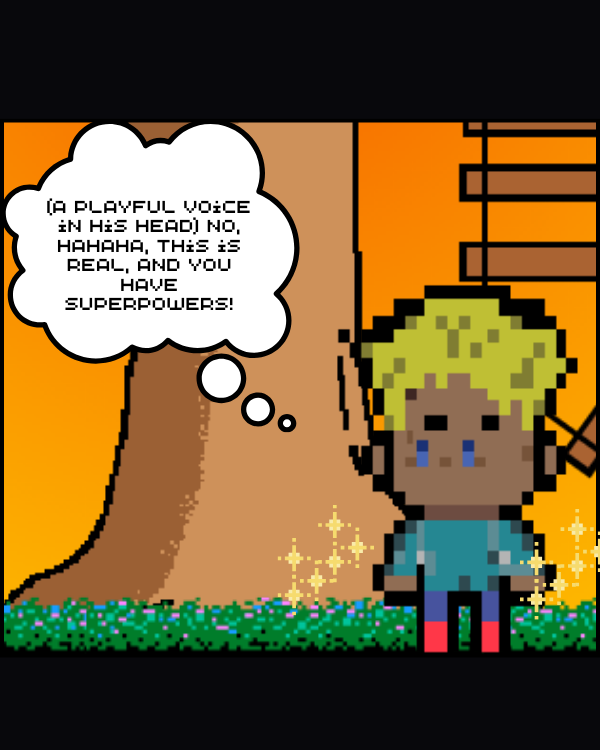 (A PLAYFUL VOiCE
iN HiS HEAD) NO,
HAHAHA, THiS iS
REAL, AND YOU
HAVE
SUPERPOWERS!